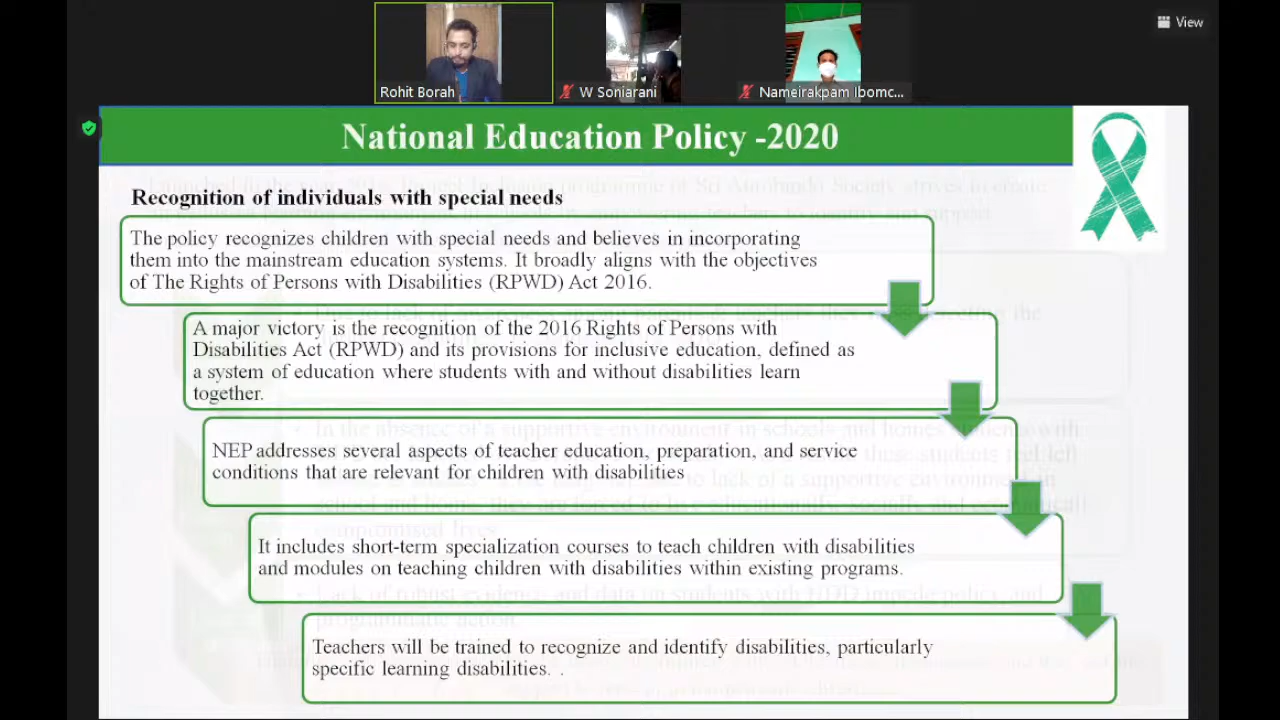 View
Rohit Borah
W Soniarani
Nameirakpam Ibomc...
National Education Policy -2020
Recognition of individuals with special needs
The policy recognizes children with special needs and believes in incorporating
them into the mainstream education systems. It broadly aligns with the objectives
of The Rights of Persons with Disabilities (RPWD) Act 2016.
A major victory is the recognition of the 2016 Rights of Persons with
Disabilities Act (RPWD) and its provisions for inclusive education, defined as
a system of education where students with and without disabilities learn
together.
NEP addresses several aspects of teacher education, preparation, and service
conditions that are relevant for children with disabilities
It includes short-term specialization courses to teach children with disabilities
and modules on teaching children with disabilities within existing programs.
Teachers will be trained to recognize and identify disabilities, particularly
specific learning disabilities. .